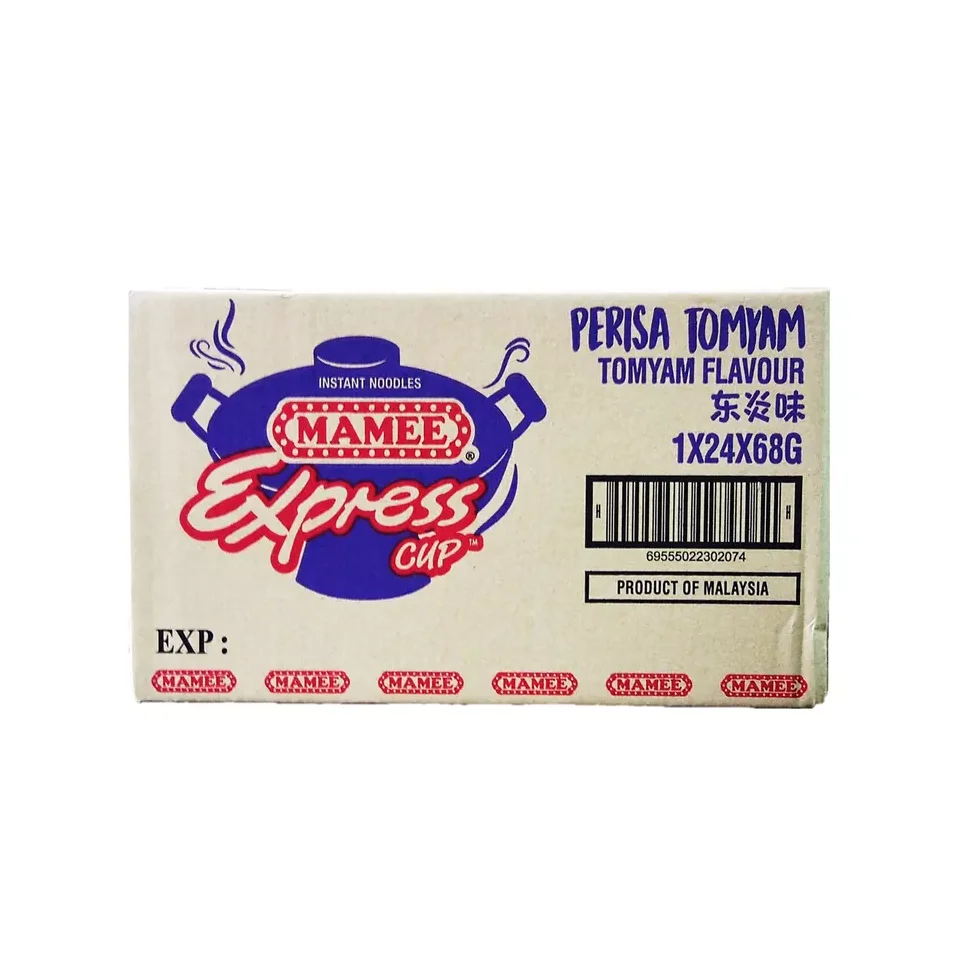 INSTANT NOODLES
MAMEE®
Express
CUP™
PERISA TOMYAM
TOMYAM FLAVOUR
东炎味
1X24X68G
H H
69555022302074
PRODUCT OF MALAYSIA
EXP :
MAMEE MAMEE MAMEE MAMEE MAMEE MAMEE